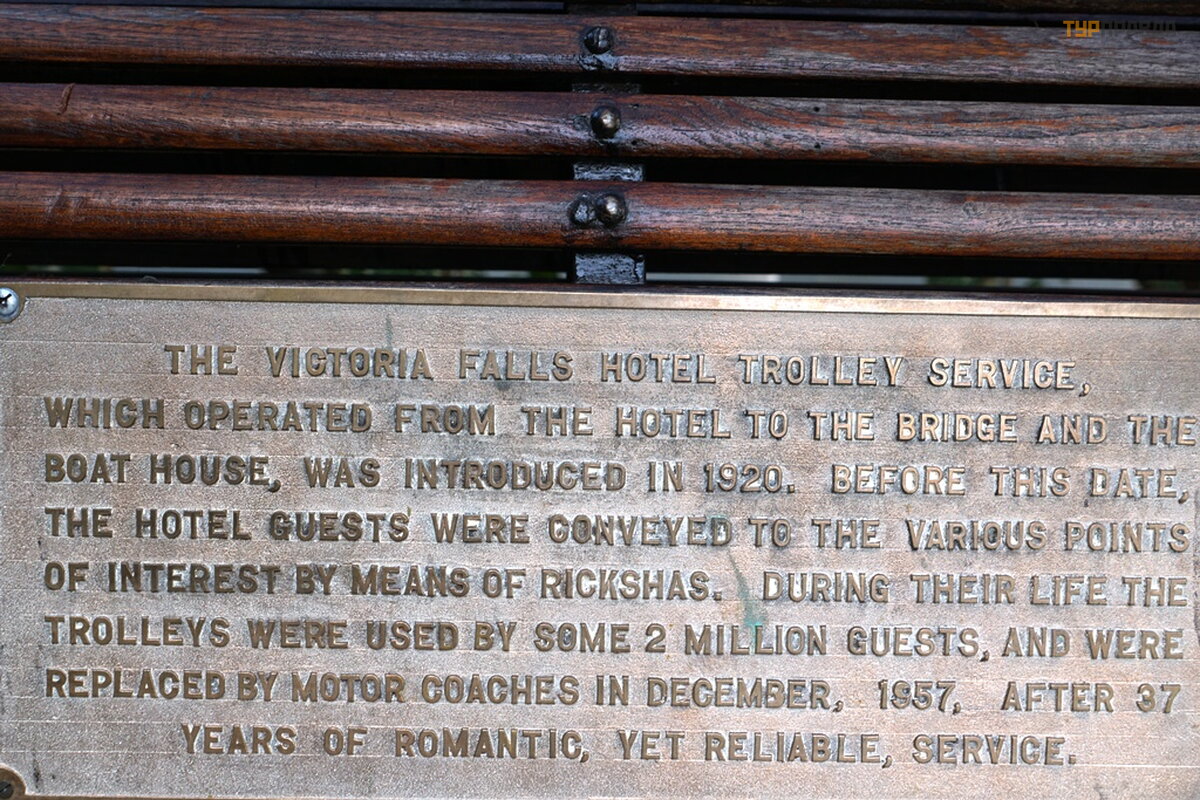 THE VICTORIA FALLS HOTEL TROLLEY SERVICE,
WHICH OPERATED FROM THE HOTEL TO THE BRIDGE AND THE
BOAT HOUSE, WAS INTRODUCED IN 1920. BEFORE THIS DATE,
THE HOTEL GUESTS WERE CONVEYED TO THE VARIOUS POINTS
OF INTEREST BY MEANS OF RICKSHAS. DURING THEIR LIFE THE
TROLLEYS WERE USED BY SOME 2 MILLION GUESTS, AND WERE
REPLACED BY MOTOR COACHES IN DECEMBER, 1957, AFTER 37
YEARS OF ROMANTIC, YET RELIABLE, SERVICE.